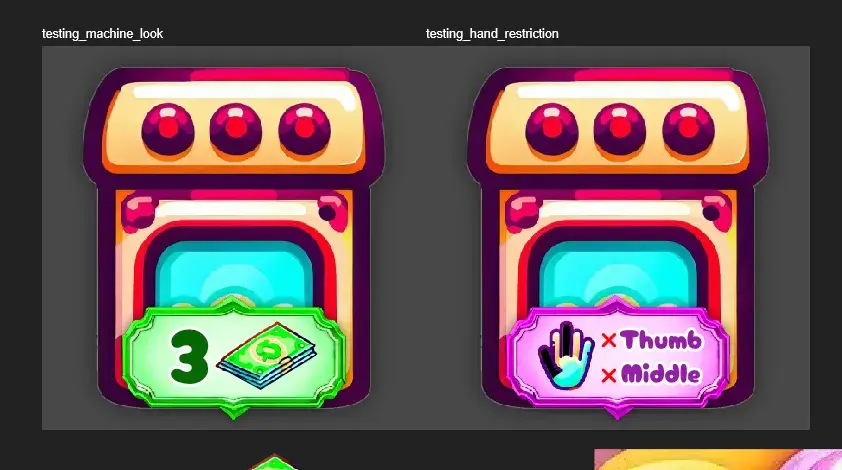 testing_machine_look
testing_hand_restriction
3
× Thumb
× Middle